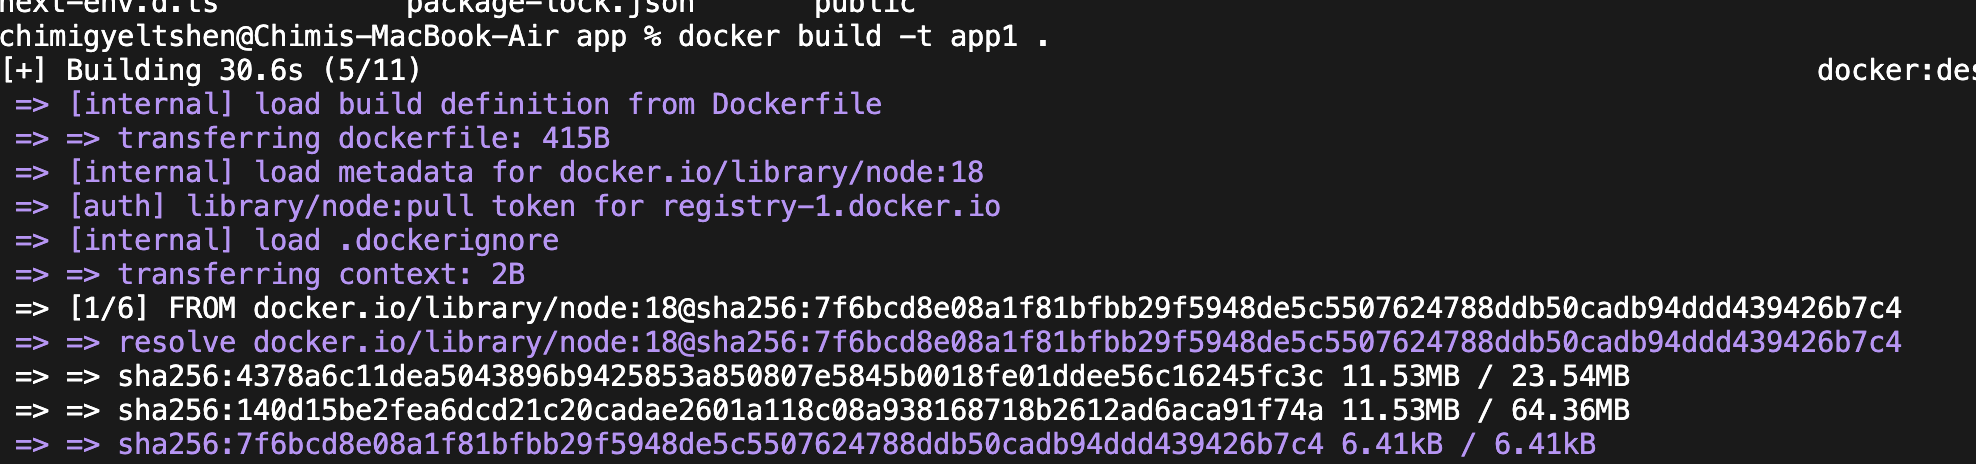 next-env.d.ts package-lock.json public
chimigyeltshen@Chimis-MacBook-Air app % docker build -t app1 .
[+] Building 30.6s (5/11) docker:des
=> [internal] load build definition from Dockerfile
=> => transferring dockerfile: 415B
=> [internal] load metadata for docker.io/library/node:18
=> [auth] library/node:pull token for registry-1.docker.io
=> [internal] load .dockerignore
=> => transferring context: 2B
=> [1/6] FROM docker.io/library/node:18@sha256:7f6bcd8e08a1f81bfbb29f5948de5c5507624788ddb50cadb94ddd439426b7c4
=> => resolve docker.io/library/node:18@sha256:7f6bcd8e08a1f81bfbb29f5948de5c5507624788ddb50cadb94ddd439426b7c4
=> => sha256:4378a6c11dea5043896b9425853a850807e5845b0018fe01ddee56c16245fc3c 11.53MB / 23.54MB
=> => sha256:140d15be2fea6dcd21c20cadae2601a118c08a938168718b2612ad6aca91f74a 11.53MB / 64.36MB
=> => sha256:7f6bcd8e08a1f81bfbb29f5948de5c5507624788ddb50cadb94ddd439426b7c4 6.41kB / 6.41kB